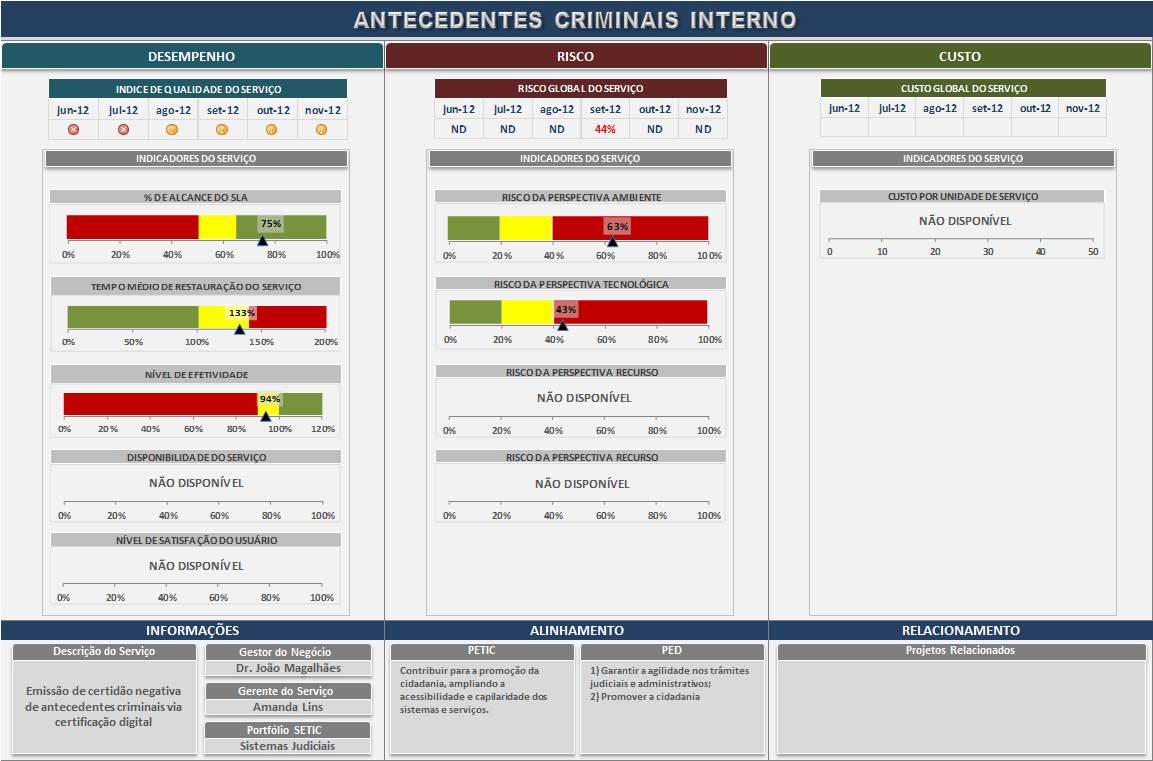 ANTECEDENTES CRIMINAIS INTERNO
DESEMPENHO
INDICE DE QUALIDADE DO SERVIÇO
jun-12 jul-12 ago-12 set-12 out-12 nov-12
INDICADORES DO SERVIÇO
% DE ALCANCE DO SLA
75%
0% 20% 40% 60% 80% 100%
TEMPO MÉDIO DE RESTAURAÇÃO DO SERVIÇO
133%
0% 50% 100% 150% 200%
NÍVEL DE EFETIVIDADE
94%
0% 20% 40% 60% 80% 100% 120%
DISPONIBILIDADE DO SERVIÇO
NÃO DISPONÍVEL
0% 20% 40% 60% 80% 100%
NÍVEL DE SATISFAÇÃO DO USUÁRIO
NÃO DISPONÍVEL
0% 20% 40% 60% 80% 100%
RISCO
RISCO GLOBAL DO SERVIÇO
jun-12 jul-12 ago-12 set-12 out-12 nov-12
ND ND ND 44% ND ND
INDICADORES DO SERVIÇO
RISCO DA PERSPECTIVA AMBIENTE
63%
0% 20% 40% 60% 80% 100%
RISCO DA PERSPECTIVA TECNOLÓGICA
43%
0% 20% 40% 60% 80% 100%
RISCO DA PERSPECTIVA RECURSO
NÃO DISPONÍVEL
0% 20% 40% 60% 80% 100%
RISCO DA PERSPECTIVA RECURSO
NÃO DISPONÍVEL
0% 20% 40% 60% 80% 100%
CUSTO
CUSTO GLOBAL DO SERVIÇO
jun-12 jul-12 ago-12 set-12 out-12 nov-12
INDICADORES DO SERVIÇO
CUSTO POR UNIDADE DE SERVIÇO
NÃO DISPONÍVEL
0 10 20 30 40 50
INFORMAÇÕES
Descrição do Serviço
Emissão de certidão negativa
de antecedentes criminais via
certificação digital
Gestor do Negócio
Dr. João Magalhães
Gerente do Serviço
Amanda Lins
Portfólio SETIC
Sistemas Judiciais
ALINHAMENTO
PETIC
Contribuir para a promoção da
cidadania, ampliando a
acessibilidade e capilaridade dos
sistemas e serviços.
PED
1) Garantir a agilidade nos trâmites
judiciais e administrativos;
2) Promover a cidadania
RELACIONAMENTO
Projetos Relacionados